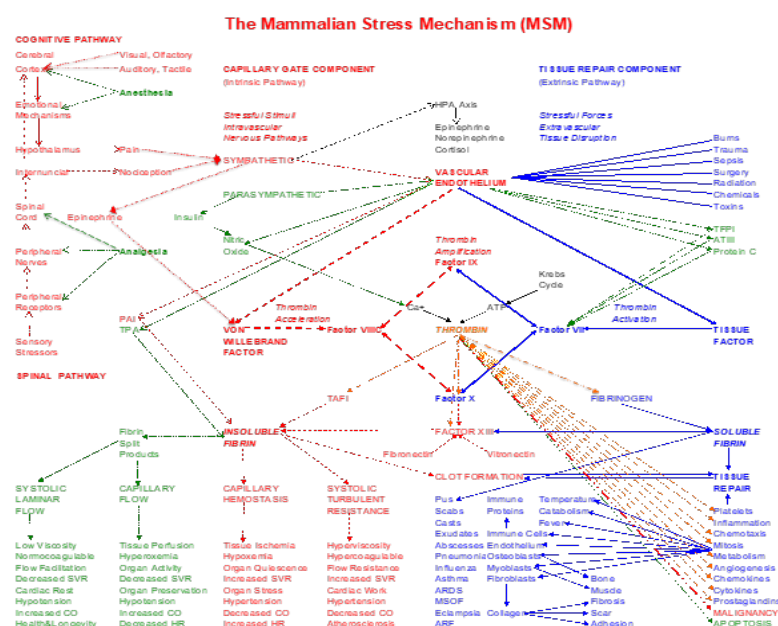 The Mammalian Stress Mechanism (MSM)
COGNITIVE PATHWAY
Cerebral
Cortex
Visual, Olfactory
Auditory, Tactile
Anesthesia
Emotional
Mechanisms
Hypothalamus
Pain
Internuncial
Nociception
Spinal
Cord
Epinephrine
Peripheral
Nerves
Analgesia
Peripheral
Receptors
Sensory
Stressors
SPINAL PATHWAY
CAPILLARY GATE COMPONENT
(Intrinsic Pathway)
Stressful Stimuli
Intravascular
Nervous Pathways
SYMPATHETIC
PARASYMPATHETIC
Insulin
Nitric
Oxide
HPA Axis
Epinephrine
Norepinephrine
Cortisol
VASCULAR
ENDOTHELIUM
TISSUE REPAIR COMPONENT
(Extrinsic Pathway)
Stressful Forces
Extravascular
Tissue Disruption
Burns
Trauma
Sepsis
Surgery
Radiation
Chemicals
Toxins
TFPI
ATIII
Protein C
Thrombin
Amplification
Factor IX
Krebs
Cycle
Ca+
ATP
PAI
TPA
Thrombin
Acceleration
VON
WILLEBRAND
FACTOR
Factor VIIIC
THROMBIN
Factor VII
Thrombin
Activation
TISSUE
FACTOR
TAFI
Factor X
FIBRINOGEN
Fibrin
Split
Products
INSOLUBLE
FIBRIN
FACTOR XIII
Fibronectin
Vitronectin
SOLUBLE
FIBRIN
CLOT FORMATION
TISSUE
REPAIR
SYSTOLIC
LAMINAR
FLOW
CAPILLARY
FLOW
CAPILLARY
HEMOSTASIS
SYSTOLIC
TURBULENT
RESISTANCE
Low Viscosity
Normocoagulable
Flow Facilitation
Decreased SVR
Cardiac Rest
Hypotension
Increased CO
Health&Longevity
Tissue Perfusion
Hyperoxemia
Organ Activity
Decreased SVR
Organ Preservation
Hypotension
Increased CO
Decreased HR
Tissue Ischemia
Hypoxemia
Organ Quiescence
Increased SVR
Organ Stress
Hypertension
Decreased CO
Increased HR
Hyperviscosity
Hypercoagulable
Flow Resistance
Increased SVR
Cardiac Work
Hypertension
Decreased CO
Atherosclerosis
Pus
Scabs
Casts
Exudates
Abscesses
Pneumonia
Influenza
Asthma
ARDS
MSOF
Eclampsia
ARF
Immune
Proteins
Immune Cells
Endothelium
Osteoblasts
Myoblasts
Fibroblasts
Collagen
Temperature
Catabolism
Fever
Bone
Muscle
Fibrosis
Scar
Adhesion
Platelets
Inflammation
Chemotaxis
Mitosis
Metabolism
Angiogenesis
Chemokines
Cytokines
Prostaglandins
MALIGNANCY
APOPTOSIS